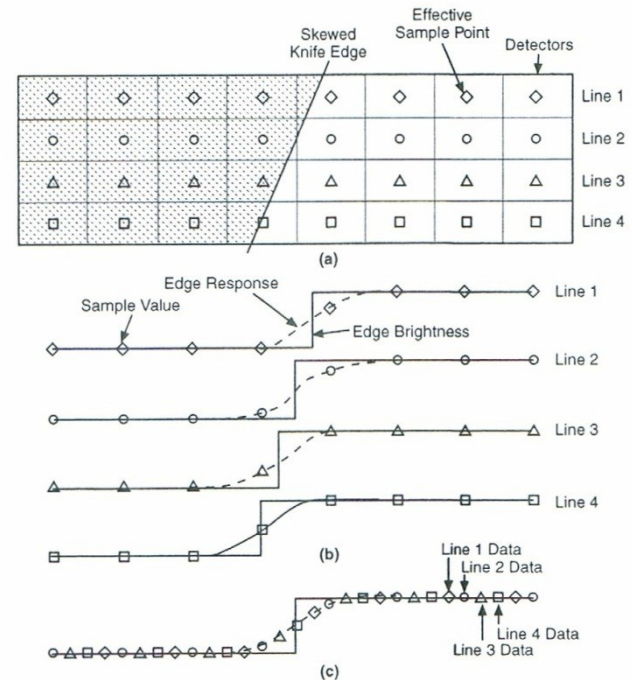 Skewed
Knife Edge
Effective
Sample Point
Detectors
Line 1
Line 2
Line 3
Line 4
(a)
Edge Response
Sample Value
Line 1
Edge Brightness
Line 2
Line 3
Line 4
(b)
Line 1 Data
Line 2 Data
Line 4 Data
Line 3 Data
(c)